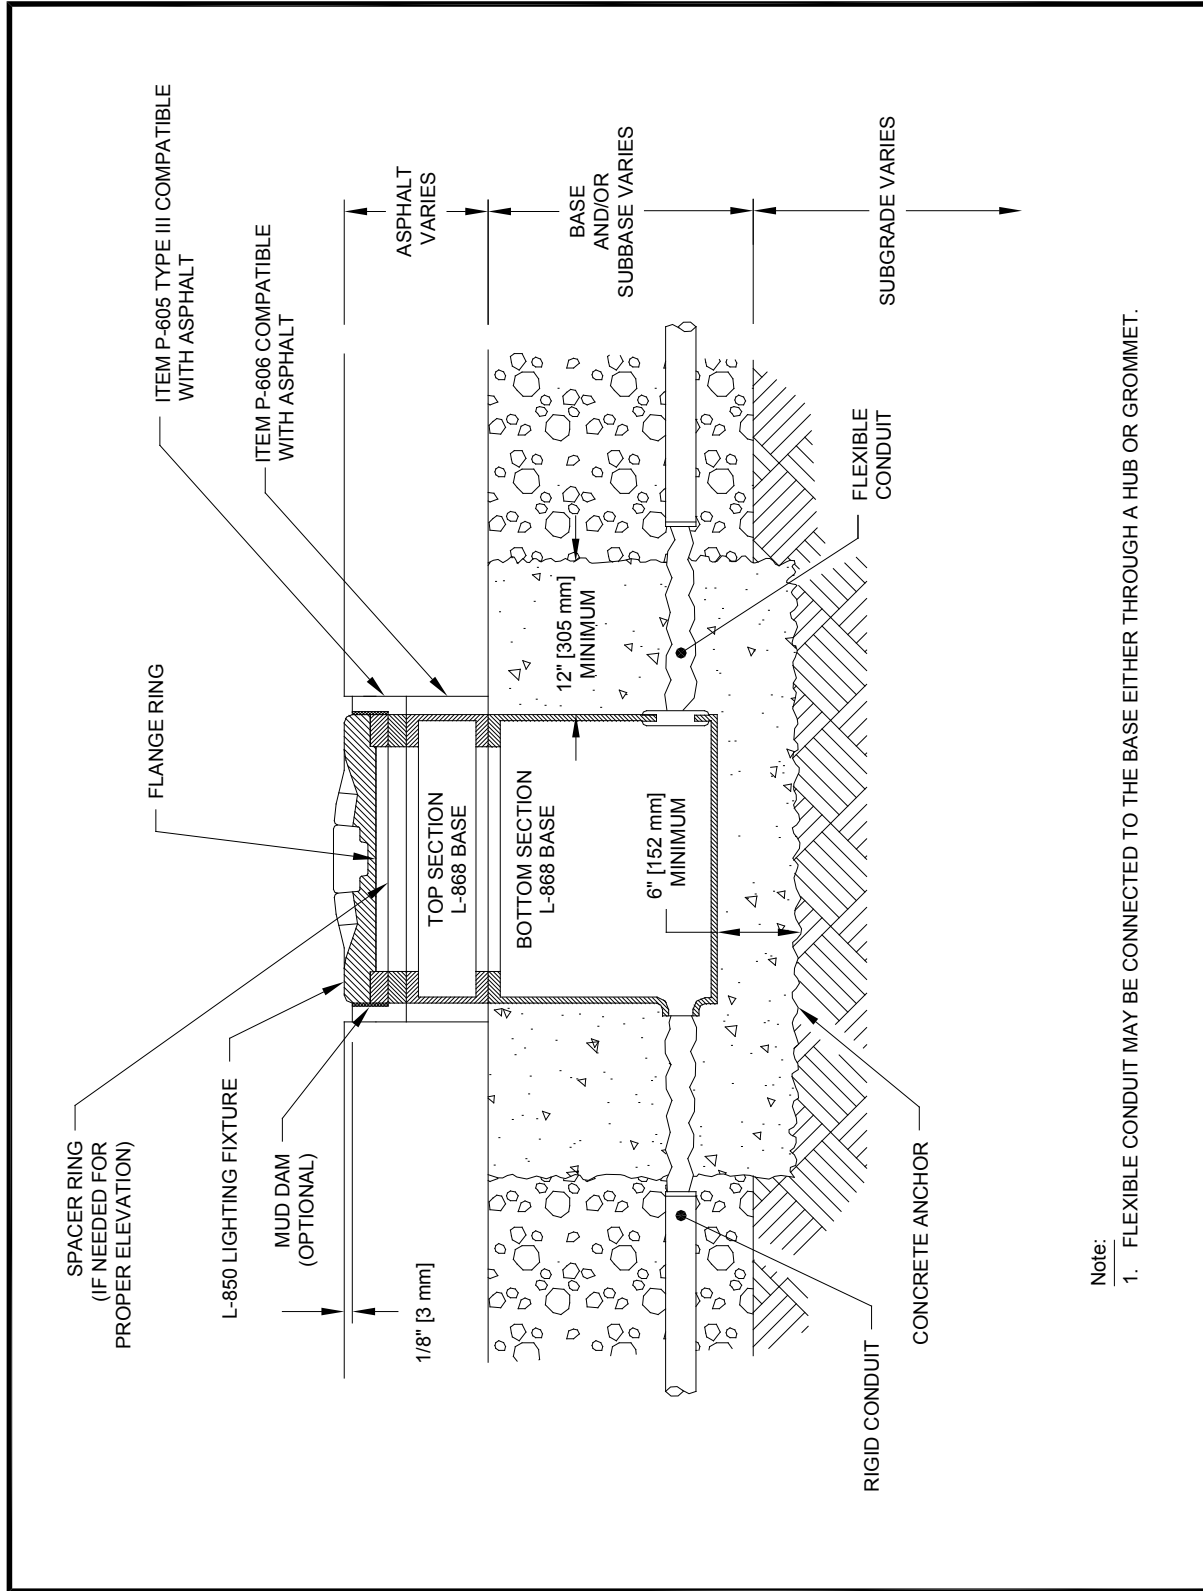 SPACER RING
(IF NEEDED FOR
PROPER ELEVATION)
L-850 LIGHTING FIXTURE
MUD DAM
(OPTIONAL)
1/8" [3 mm]
FLANGE RING
ITEM P-605 TYPE III COMPATIBLE
WITH ASPHALT
ITEM P-606 COMPATIBLE
WITH ASPHALT
ASPHALT
VARIES
TOP SECTION
L-868 BASE
BOTTOM SECTION
L-868 BASE
12" [305 mm]
MINIMUM
6" [152 mm]
MINIMUM
BASE
AND/OR
SUBBASE VARIES
SUBGRADE VARIES
RIGID CONDUIT
CONCRETE ANCHOR
FLEXIBLE
CONDUIT
Note:
1. FLEXIBLE CONDUIT MAY BE CONNECTED TO THE BASE EITHER THROUGH A HUB OR GROMMET.